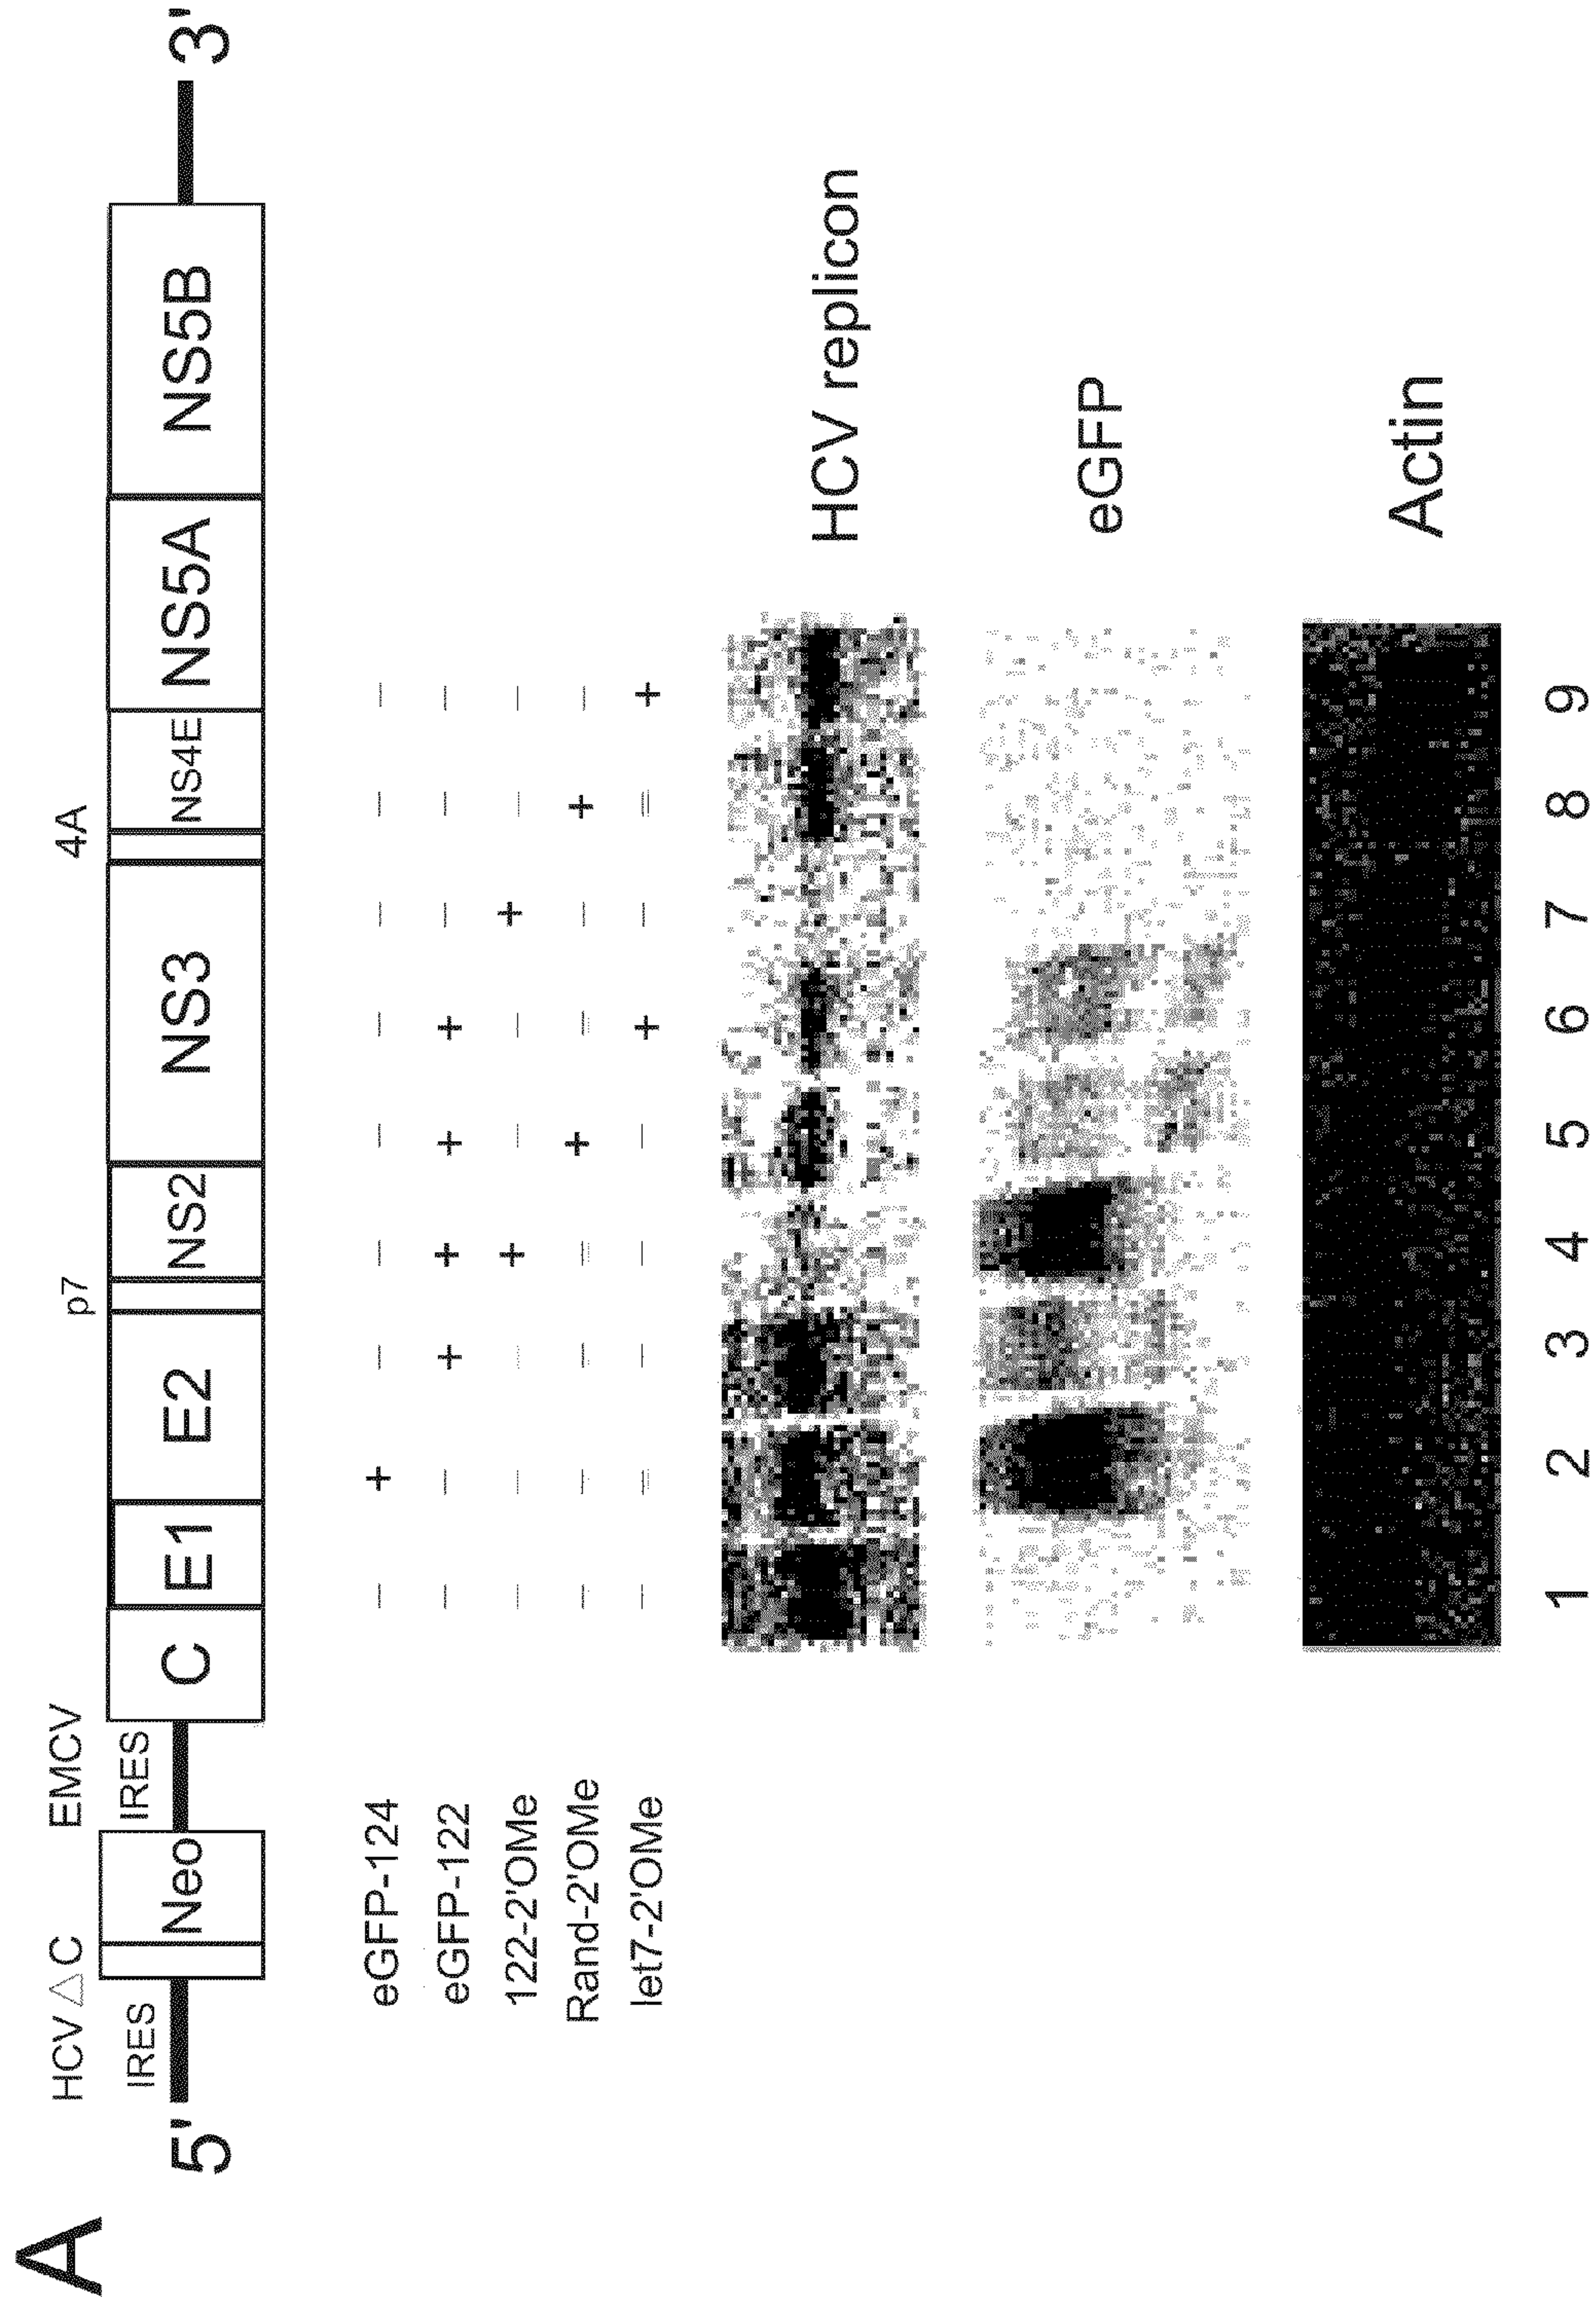 A
HCV △C EMCV p7 4A
IRES IRES
5' Neo C E1 E2 NS2 NS3 NS4E NS5A NS5B 3'
eGFP-124 – + – – – – – – –
eGFP-122 – – + + + + – – –
122-2'OMe – – – + – – + – –
Rand-2'OMe – – – – + – – + –
let7-2'OMe – – – – – + – – +
HCV replicon
eGFP
Actin
1 2 3 4 5 6 7 8 9